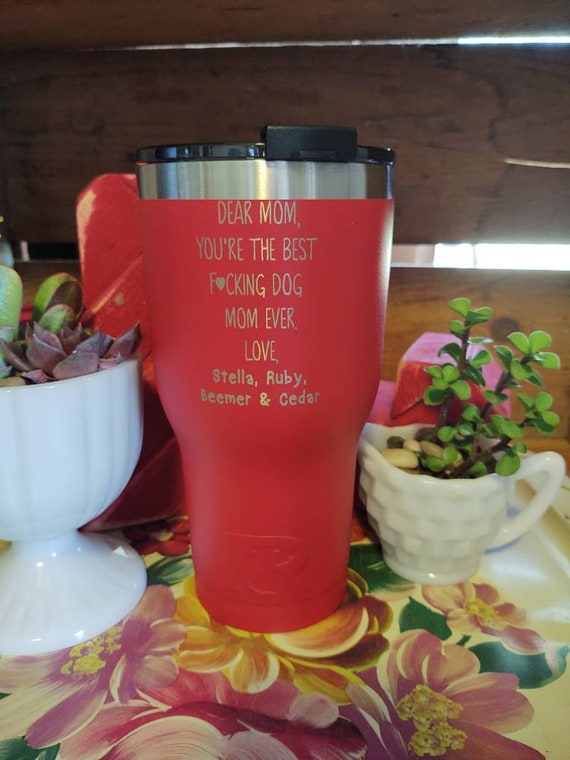 DEAR MOM,
YOU'RE THE BEST
F♥CKING DOG
MOM EVER.
LOVE,
Stella, Ruby,
Beemer & Cedar